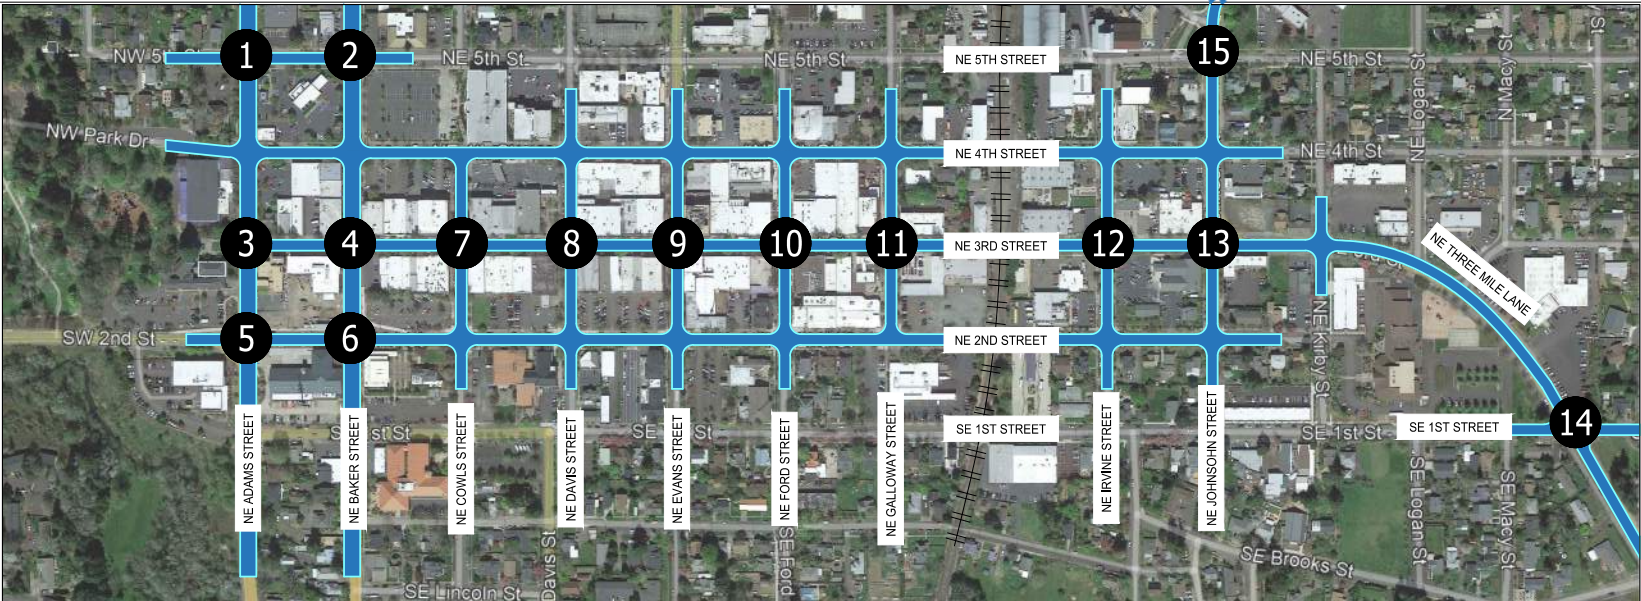 1
2
15
NW 5
NE 5th St
NE 5th St
NE 5TH STREET
NE 5th St
St
N Macy St
NE Logan St
NW Park Dr
NE 4TH STREET
NE 4th St
3
4
7
8
9
10
11
NE 3RD STREET
12
13
NE THREE MILE LANE
SW 2nd St
5
6
NE 2ND STREET
NE Kirby St
NE ADAMS STREET
NE BAKER STREET
NE COWLS STREET
NE DAVIS STREET
NE EVANS STREET
NE FORD STREET
NE GALLOWAY STREET
NE IRVINE STREET
NE JOHNSOHN STREET
St
SE
St
SE 1ST STREET
SE 1st St
SE 1ST STREET
14
SE Logan St
SE Macy St
Davis St
SE Ford
SE Brooks St
SE Lincoln St